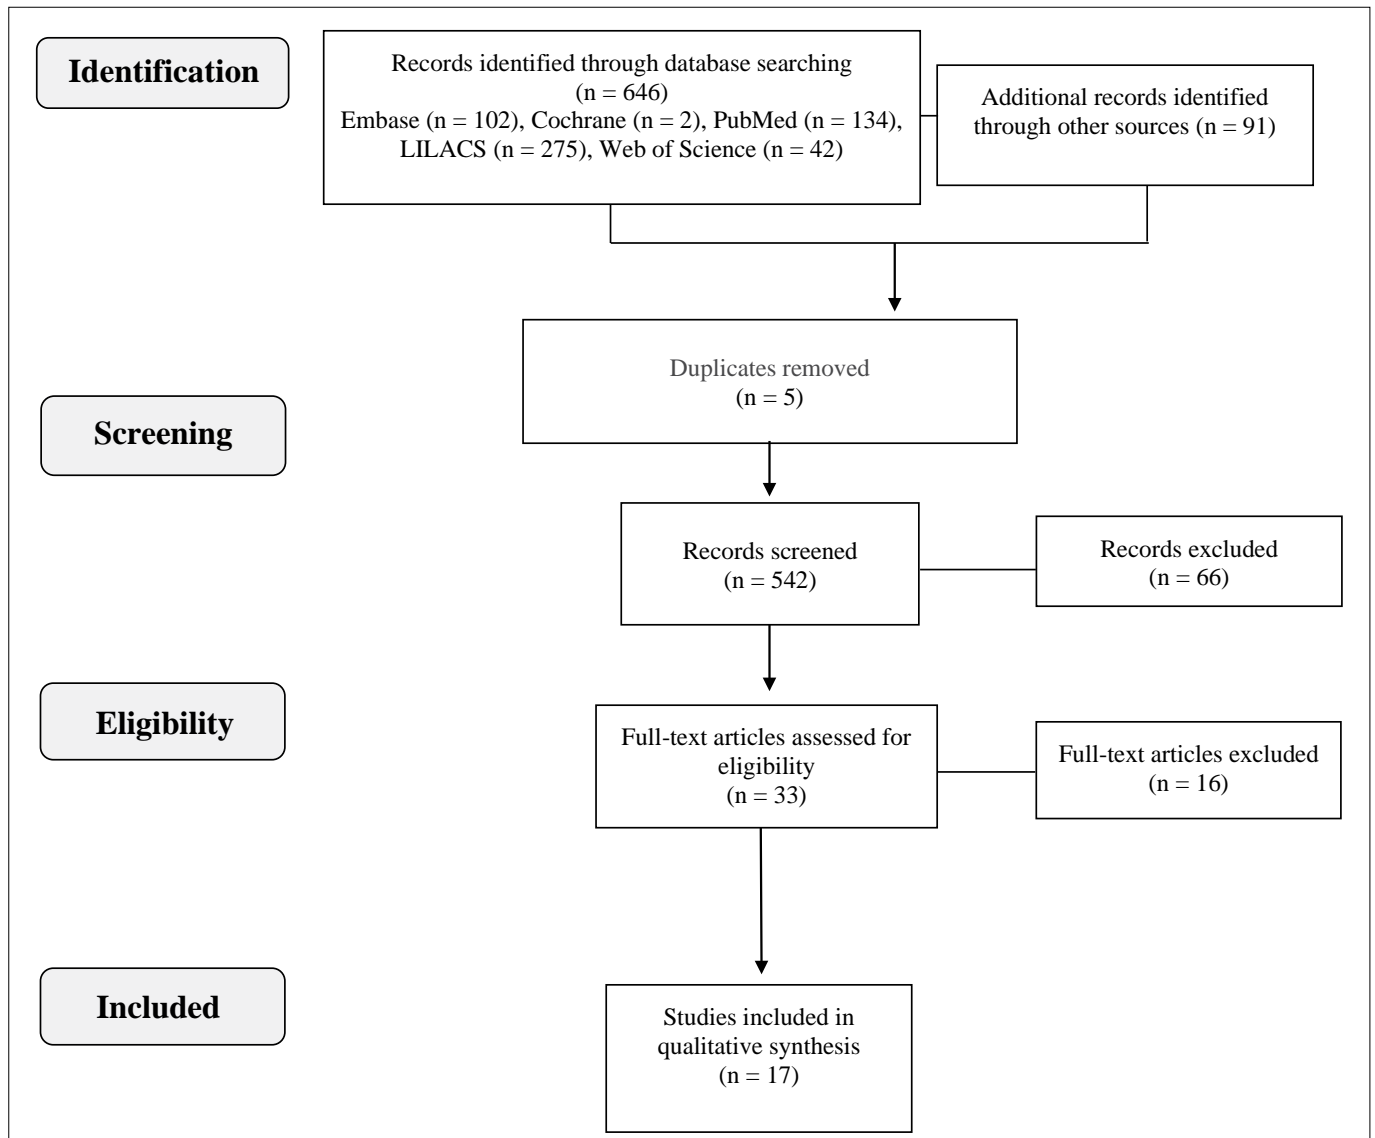 Identification
Records identified through database searching
(n = 646)
Embase (n = 102), Cochrane (n = 2), PubMed (n = 134),
LILACS (n = 275), Web of Science (n = 42)
Additional records identified
through other sources (n = 91)
Duplicates removed
(n = 5)
Screening
Records screened
(n = 542)
Records excluded
(n = 66)
Eligibility
Full-text articles assessed for
eligibility
(n = 33)
Full-text articles excluded
(n = 16)
Included
Studies included in
qualitative synthesis
(n = 17)